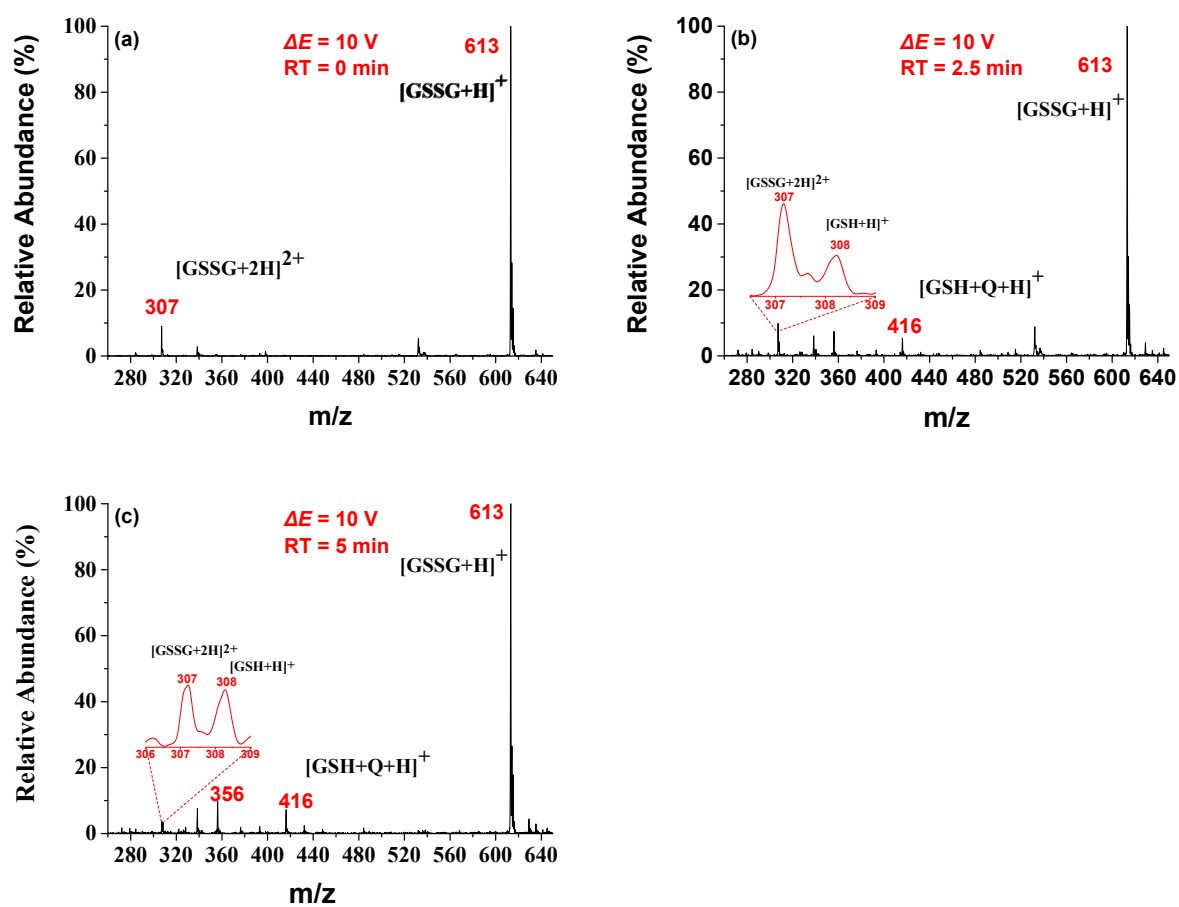 (a)
ΔE = 10 V
RT = 0 min
613
[GSSG+H]+
[GSSG+2H]2+
307
Relative Abundance (%)
100
80
60
40
20
0
280 320 360 400 440 480 520 560 600 640
m/z
(b)
ΔE = 10 V
RT = 2.5 min
613
[GSSG+H]+
[GSSG+2H]2+
307
[GSH+H]+
308
307 308 309
[GSH+Q+H]+
416
Relative Abundance (%)
100
80
60
40
20
0
280 320 360 400 440 480 520 560 600 640
m/z
(c)
ΔE = 10 V
RT = 5 min
613
[GSSG+H]+
[GSSG+2H]2+
[GSH+H]+
307 308
306 307 308 309
[GSH+Q+H]+
356
416
Relative Abundance (%)
100
80
60
40
20
0
280 320 360 400 440 480 520 560 600 640
m/z